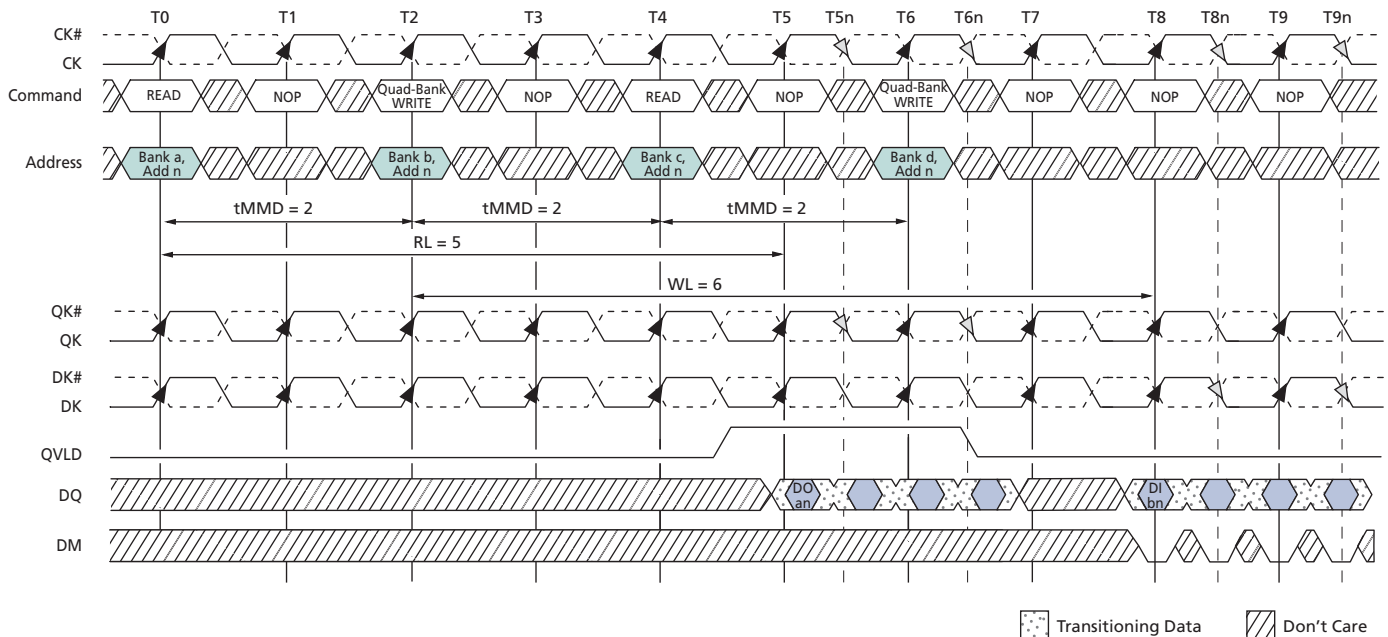 T0 T1 T2 T3 T4 T5 T5n T6 T6n T7 T8 T8n T9 T9n
CK#
CK
Command READ NOP Quad-Bank WRITE NOP READ NOP Quad-Bank WRITE NOP NOP NOP
Address Bank a, Add n Bank b, Add n Bank c, Add n Bank d, Add n
tMMD = 2 tMMD = 2 tMMD = 2
RL = 5
WL = 6
QK#
QK
DK#
DK
QVLD
DQ DO an DI bn
DM
Transitioning Data Don't Care